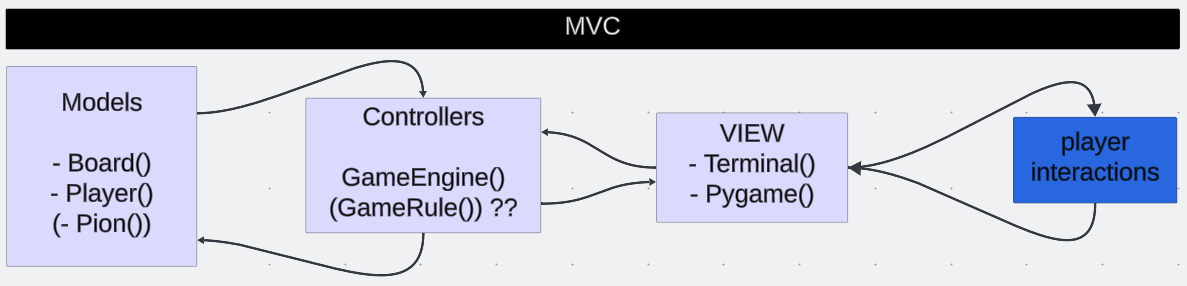 MVC
Models
- Board()
- Player()
(- Pion())
Controllers
GameEngine()
(GameRule()) ??
VIEW
- Terminal()
- Pygame()
player
interactions